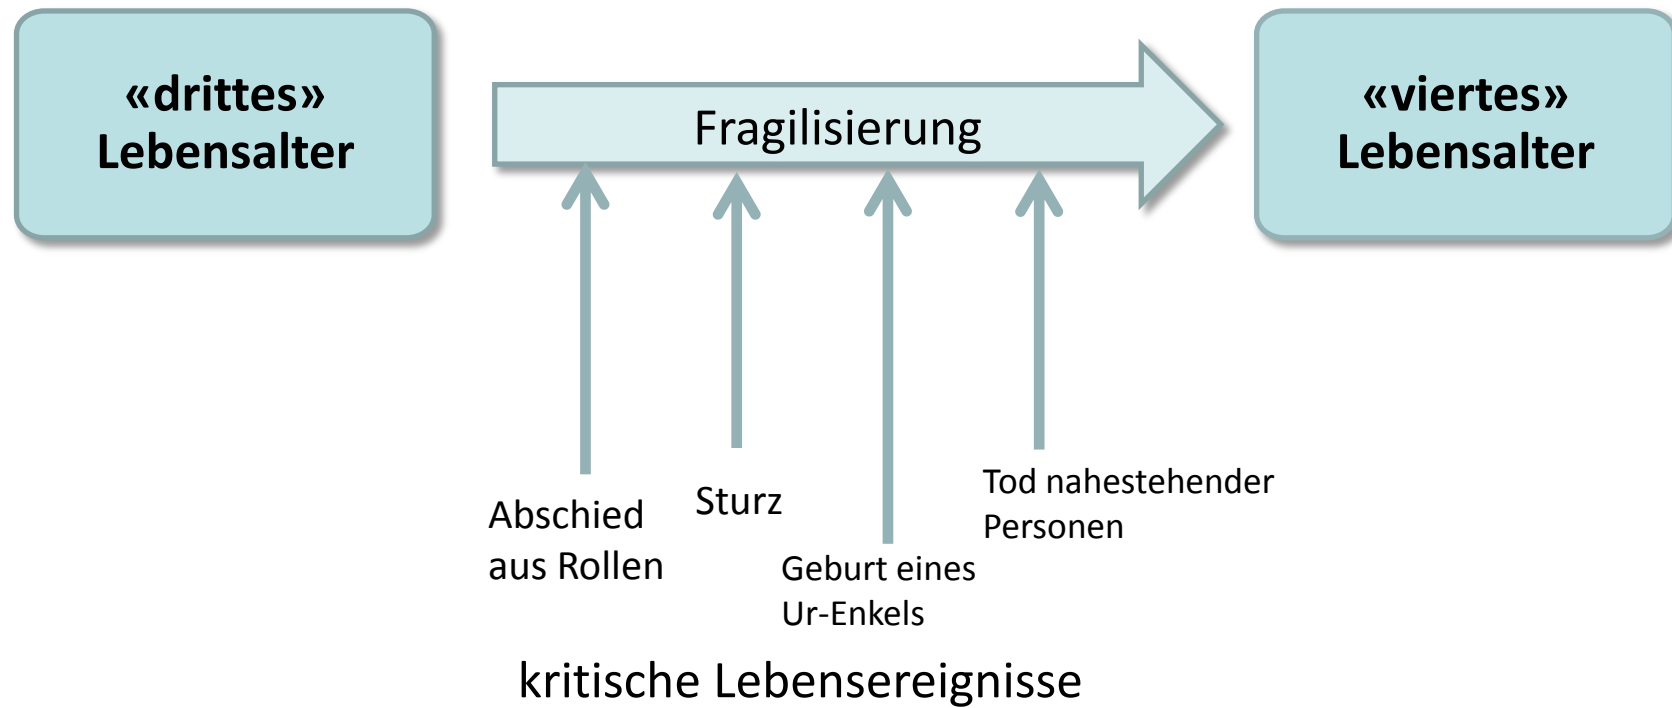 «drittes»
Lebensalter
Fragilisierung
«viertes»
Lebensalter
Abschied
aus Rollen
Sturz
Geburt eines
Ur-Enkels
Tod nahestehender
Personen
kritische Lebensereignisse